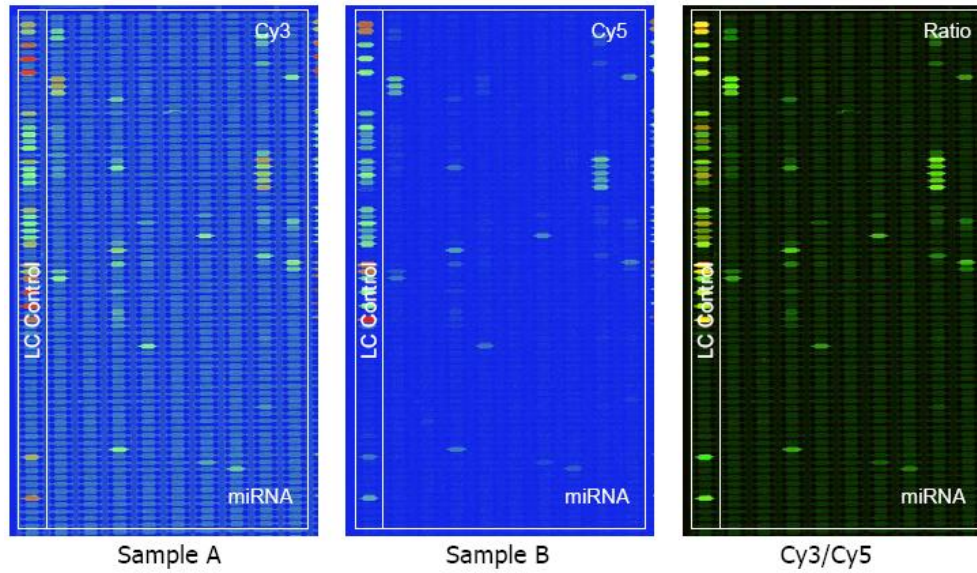 Cy3
LC Control
miRNA
Sample A
Cy5
LC Control
miRNA
Sample B
Ratio
LC Control
miRNA
Cy3/Cy5